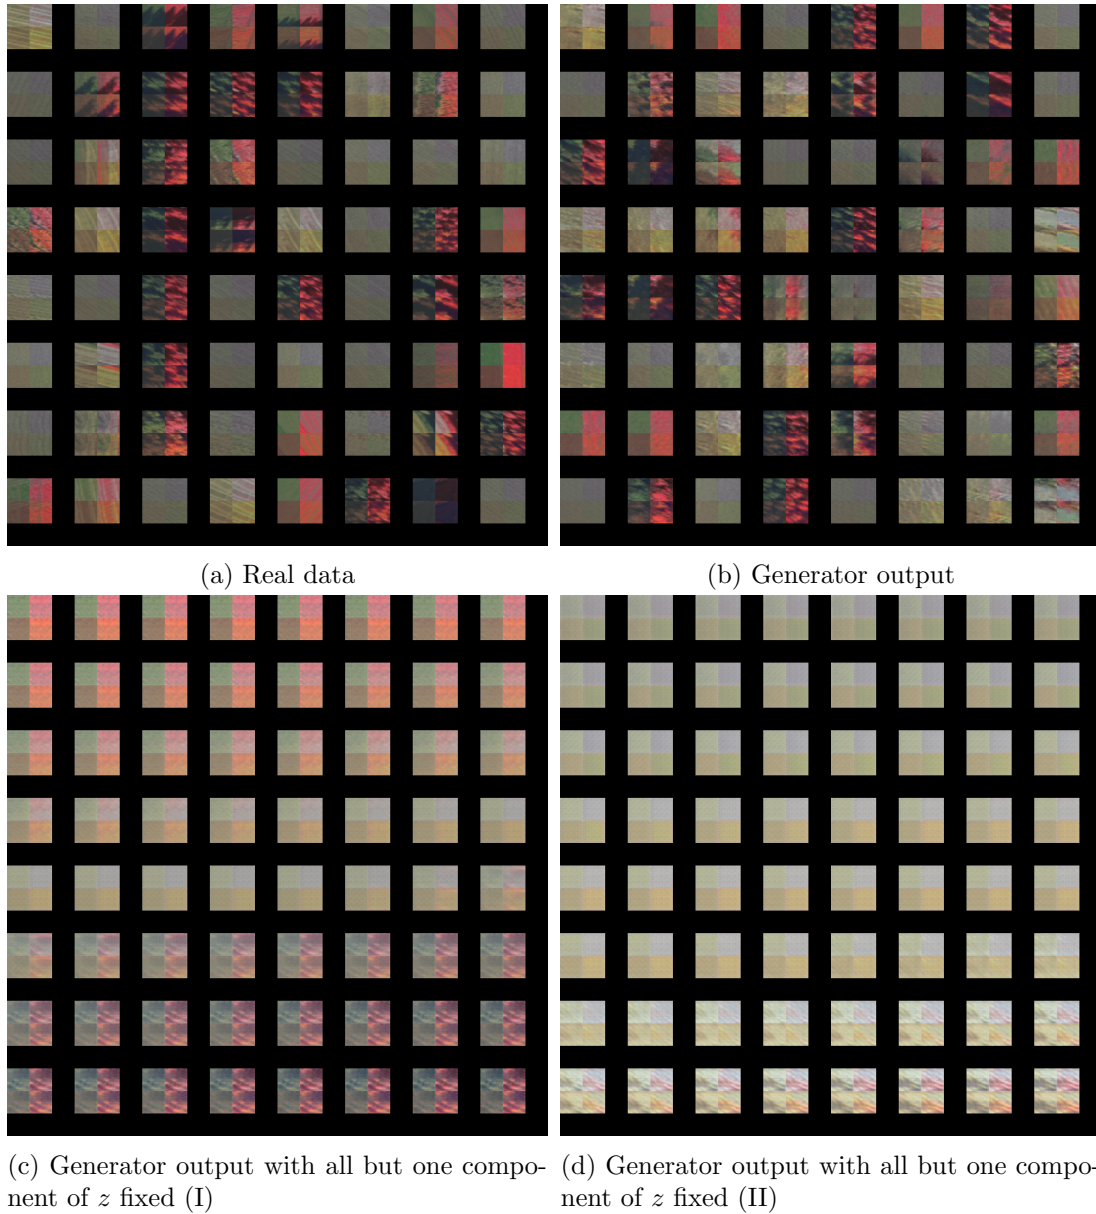 (a) Real data
(b) Generator output
(c) Generator output with all but one compo-
nent of z fixed (I)
(d) Generator output with all but one compo-
nent of z fixed (II)